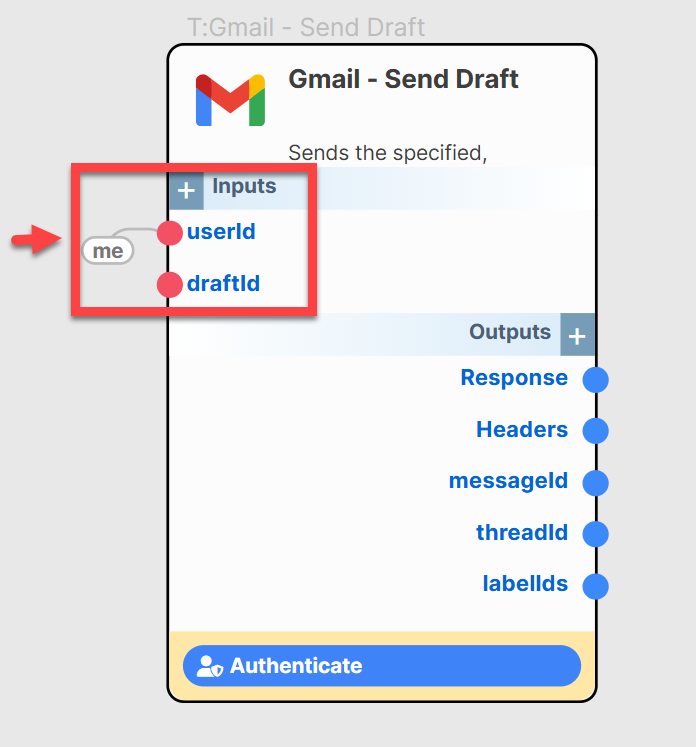 T:Gmail - Send Draft
Gmail - Send Draft
Sends the specified,
+ Inputs
userId
me
draftId
Outputs +
Response
Headers
messageId
threadId
labelIds
Authenticate